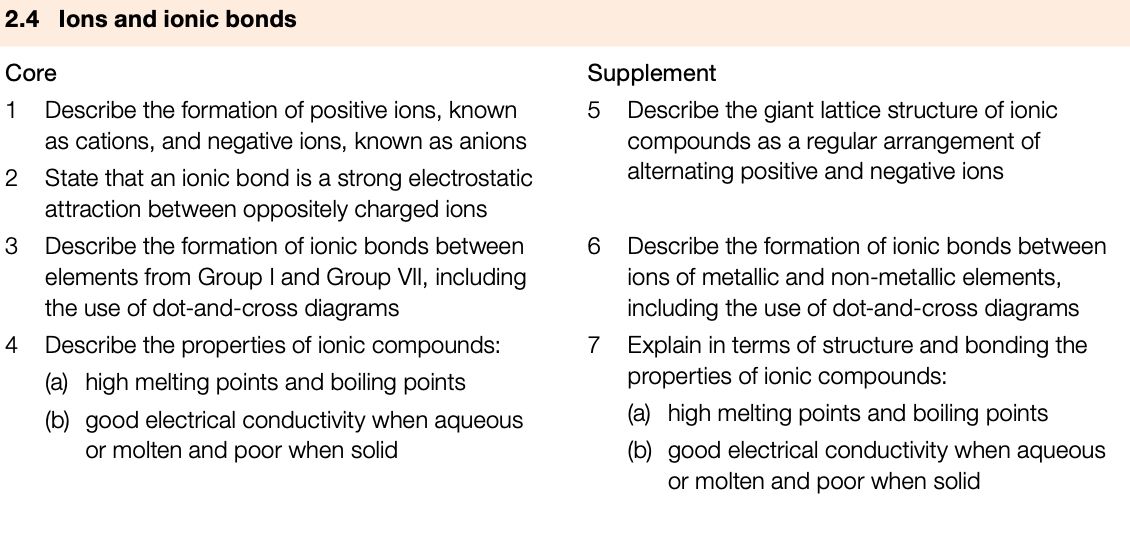 2.4 Ions and ionic bonds
Core
1 Describe the formation of positive ions, known
as cations, and negative ions, known as anions
2 State that an ionic bond is a strong electrostatic
attraction between oppositely charged ions
3 Describe the formation of ionic bonds between
elements from Group I and Group VII, including
the use of dot-and-cross diagrams
4 Describe the properties of ionic compounds:
(a) high melting points and boiling points
(b) good electrical conductivity when aqueous
or molten and poor when solid
Supplement
5 Describe the giant lattice structure of ionic
compounds as a regular arrangement of
alternating positive and negative ions
6 Describe the formation of ionic bonds between
ions of metallic and non-metallic elements,
including the use of dot-and-cross diagrams
7 Explain in terms of structure and bonding the
properties of ionic compounds:
(a) high melting points and boiling points
(b) good electrical conductivity when aqueous
or molten and poor when solid